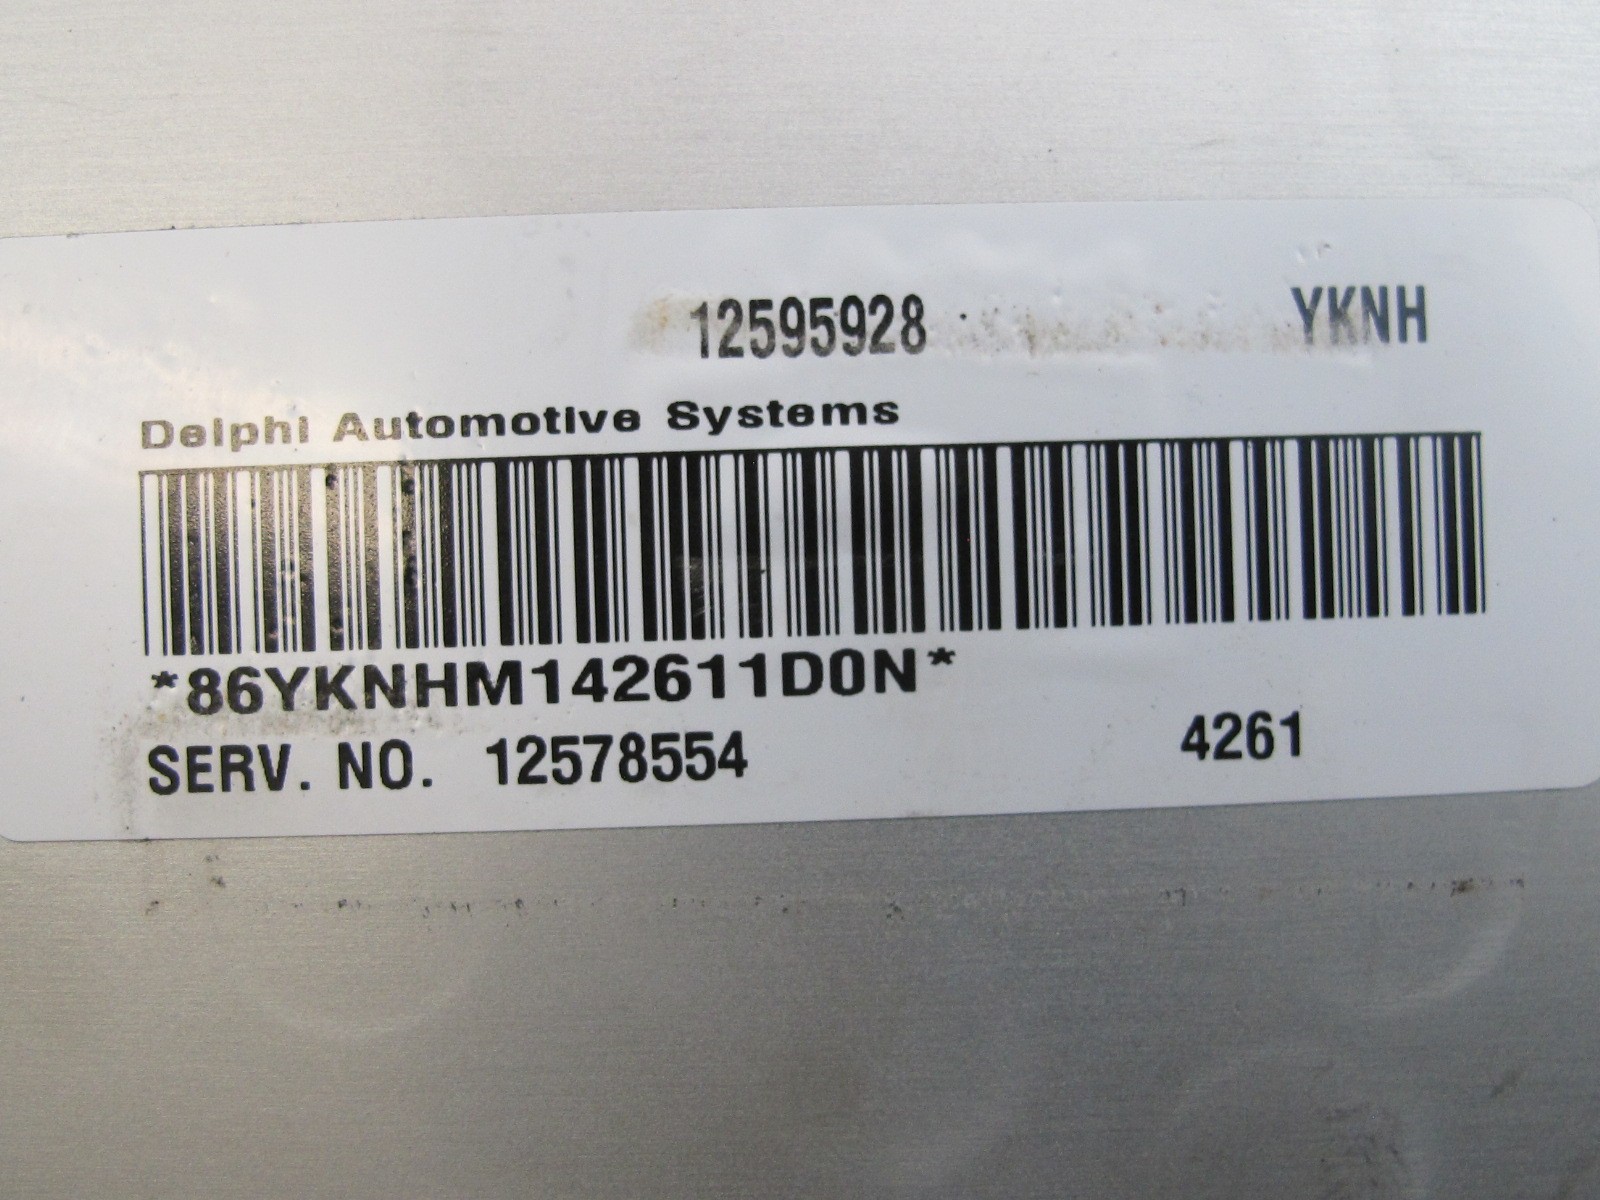 12595928 YKNH
Delphi Automotive Systems
*86YKNHM142611D0N*
SERV. NO. 12578554 4261